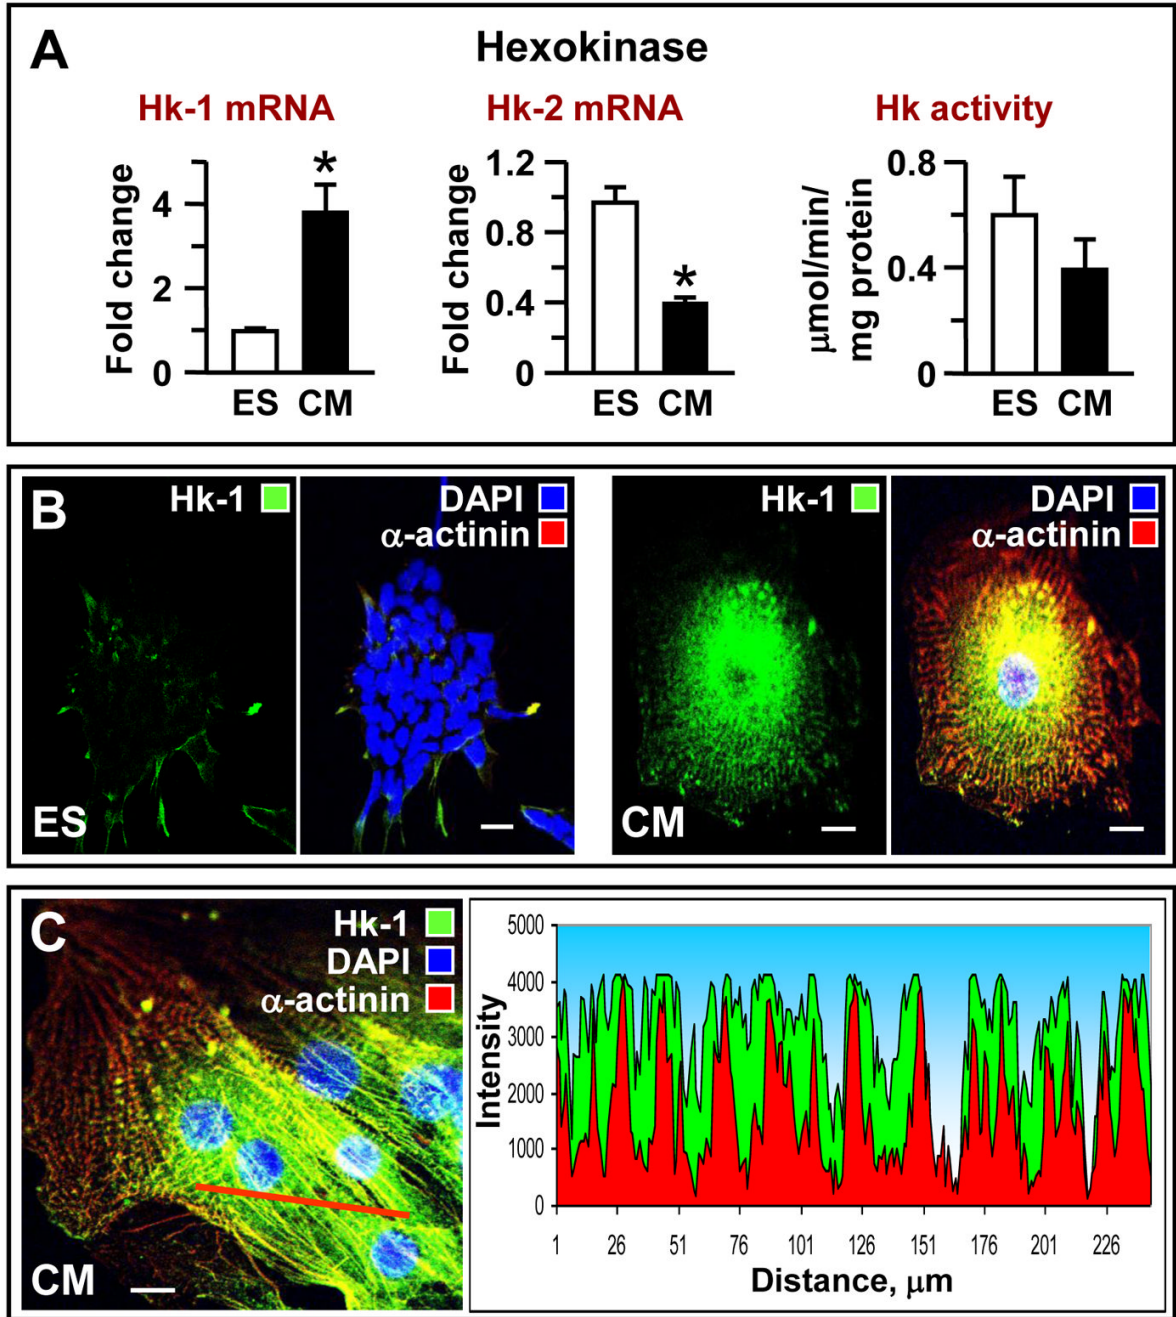 A
Hexokinase
Hk-1 mRNA
Fold change
4
2
0
*
ES CM
Hk-2 mRNA
Fold change
1.2
0.8
0.4
0
*
ES CM
Hk activity
μmol/min/
mg protein
0.8
0.4
0
ES CM
B
Hk-1
ES
DAPI
α-actinin
Hk-1
CM
DAPI
α-actinin
C
Hk-1
DAPI
α-actinin
CM
Intensity
5000
4000
3000
2000
1000
0
1 26 51 76 101 126 151 176 201 226
Distance, μm